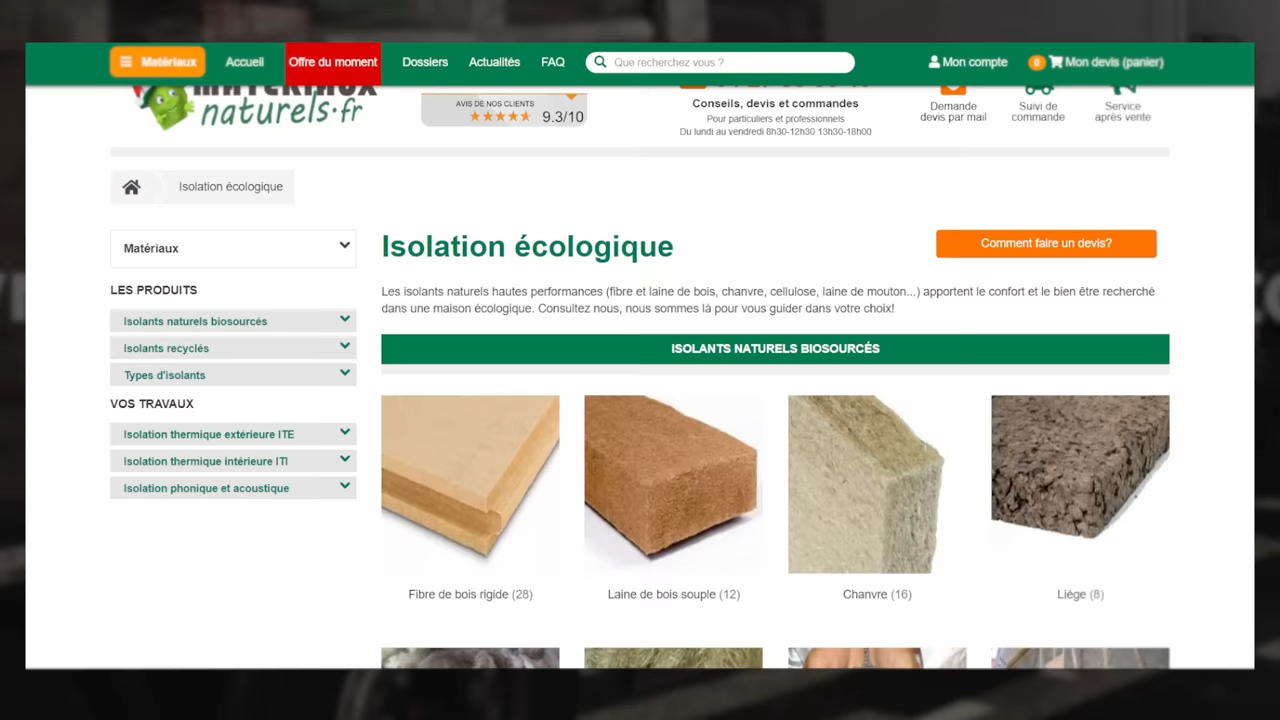 Matériaux
Accueil
Offre du moment
Dossiers
Actualités
FAQ
Que recherchez vous ?
Mon compte
0
Mon devis (panier)
naturels.fr
AVIS DE NOS CLIENTS
9.3/10
Conseils, devis et commandes
Pour particuliers et professionnels
Du lundi au vendredi 8h30-12h30 13h30-18h00
Demande
devis par mail
Suivi de
commande
Service
après vente
Isolation écologique
Matériaux
LES PRODUITS
Isolants naturels biosourcés
Isolants recyclés
Types d'isolants
VOS TRAVAUX
Isolation thermique extérieure ITE
Isolation thermique intérieure ITI
Isolation phonique et acoustique
Isolation écologique
Comment faire un devis?
Les isolants naturels hautes performances (fibre et laine de bois, chanvre, cellulose, laine de mouton...) apportent le confort et le bien être recherché
dans une maison écologique. Consultez nous, nous sommes là pour vous guider dans votre choix!
ISOLANTS NATURELS BIOSOURCÉS
Fibre de bois rigide (28)
Laine de bois souple (12)
Chanvre (16)
Liège (8)